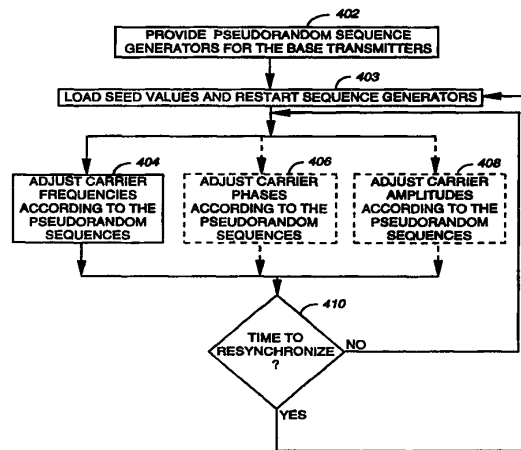 402
PROVIDE PSEUDORANDOM SEQUENCE
GENERATORS FOR THE BASE TRANSMITTERS
403
LOAD SEED VALUES AND RESTART SEQUENCE GENERATORS
404
ADJUST CARRIER
FREQUENCIES
ACCORDING TO THE
PSEUDORANDOM
SEQUENCES
406
ADJUST CARRIER
PHASES
ACCORDING TO THE
PSEUDORANDOM
SEQUENCES
408
ADJUST CARRIER
AMPLITUDES
ACCORDING TO THE
PSEUDORANDOM
SEQUENCES
410
TIME TO
RESYNCHRONIZE
?
NO
YES